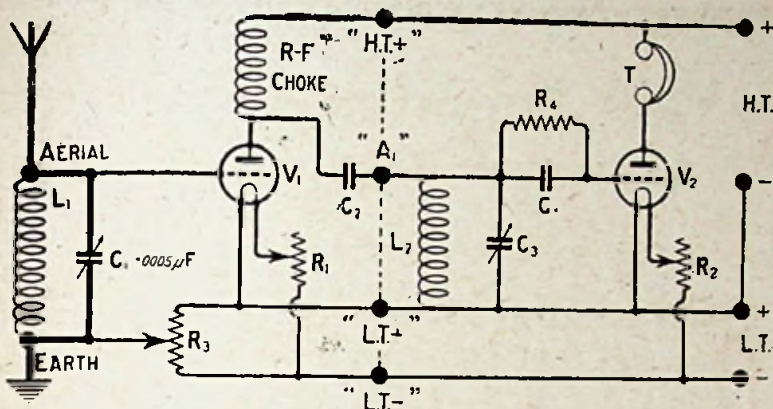 R-F
CHOKE
"H.T.+"
+
T
H.T.
R4
AERIAL
L1
V1
C2
"A1"
C
V2
−
C1 .0005μF
R1
L2
C3
R2
R3
"L.T.+"
+
EARTH
L.T.
"L.T.-"
−